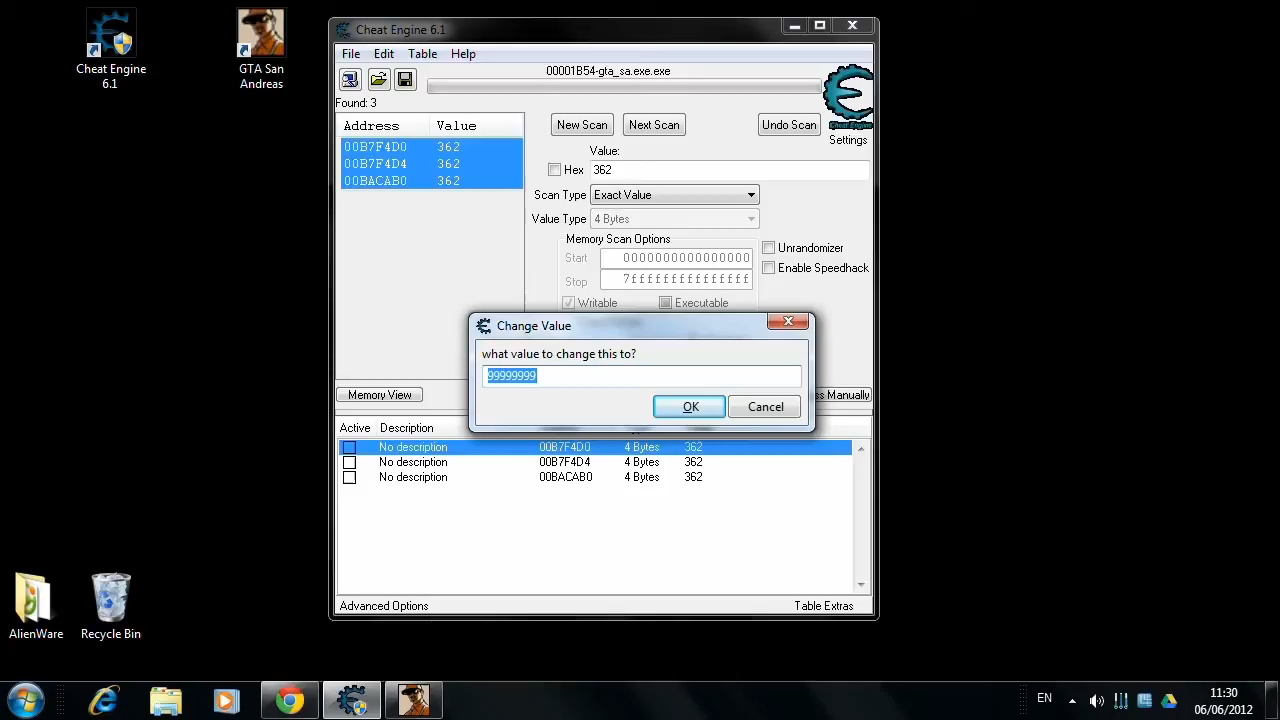 Cheat Engine 6.1
GTA San Andreas
Cheat Engine 6.1
File Edit Table Help
00001B54-gta_sa.exe.exe
Found: 3
Address Value
00B7F4D0 362
00B7F4D4 362
00BACAB0 362
New Scan Next Scan Undo Scan
Cheat Engine
Settings
Value:
Hex 362
Scan Type Exact Value
Value Type 4 Bytes
Memory Scan Options
Start 0000000000000000
Stop 7fffffffffffffff
Writable Executable
Unrandomizer
Enable Speedhack
Change Value
what value to change this to?
99999999
OK Cancel
Memory View
Manually
Active Description
No description 00B7F4D0 4 Bytes 362
No description 00B7F4D4 4 Bytes 362
No description 00BACAB0 4 Bytes 362
Advanced Options Table Extras
AlienWare
Recycle Bin
EN
11:30
06/06/2012